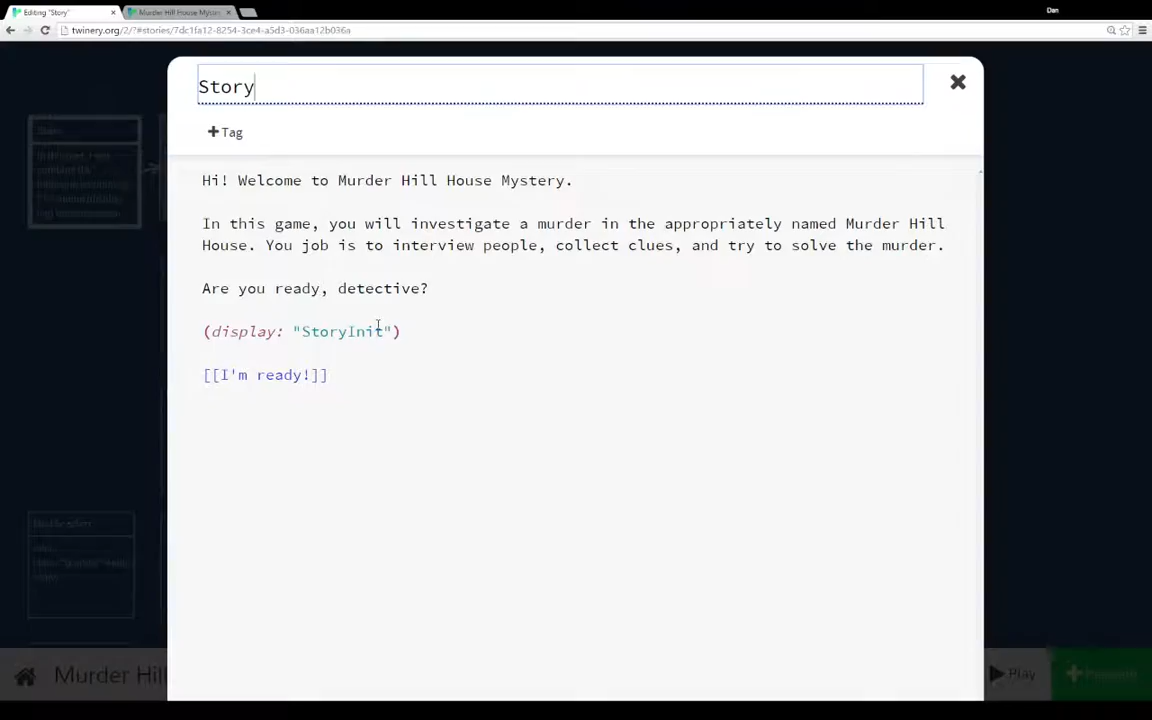 Editing "Story"
Murder Hill House Mystery
Dan
twinery.org/2/?#stories/7dc1fa12-8254-3ce4-a5d3-036aa12b036a
Story
+ Tag
Hi! Welcome to Murder Hill House Mystery.
In this game, you will investigate a murder in the appropriately named Murder Hill
House. You job is to interview people, collect clues, and try to solve the murder.
Are you ready, detective?
(display: "StoryInit")
[[I'm ready!]]
Murder Hil
Play